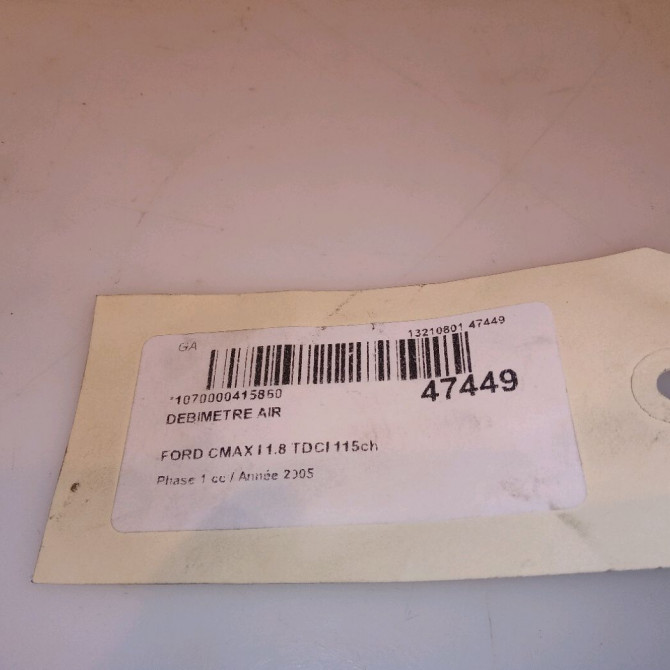 GA
13210801 47449
*1070000415860
47449
DEBIMETRE AIR
FORD CMAX I 1.8 TDCI 115ch
Phase 1 cc / Année 2005